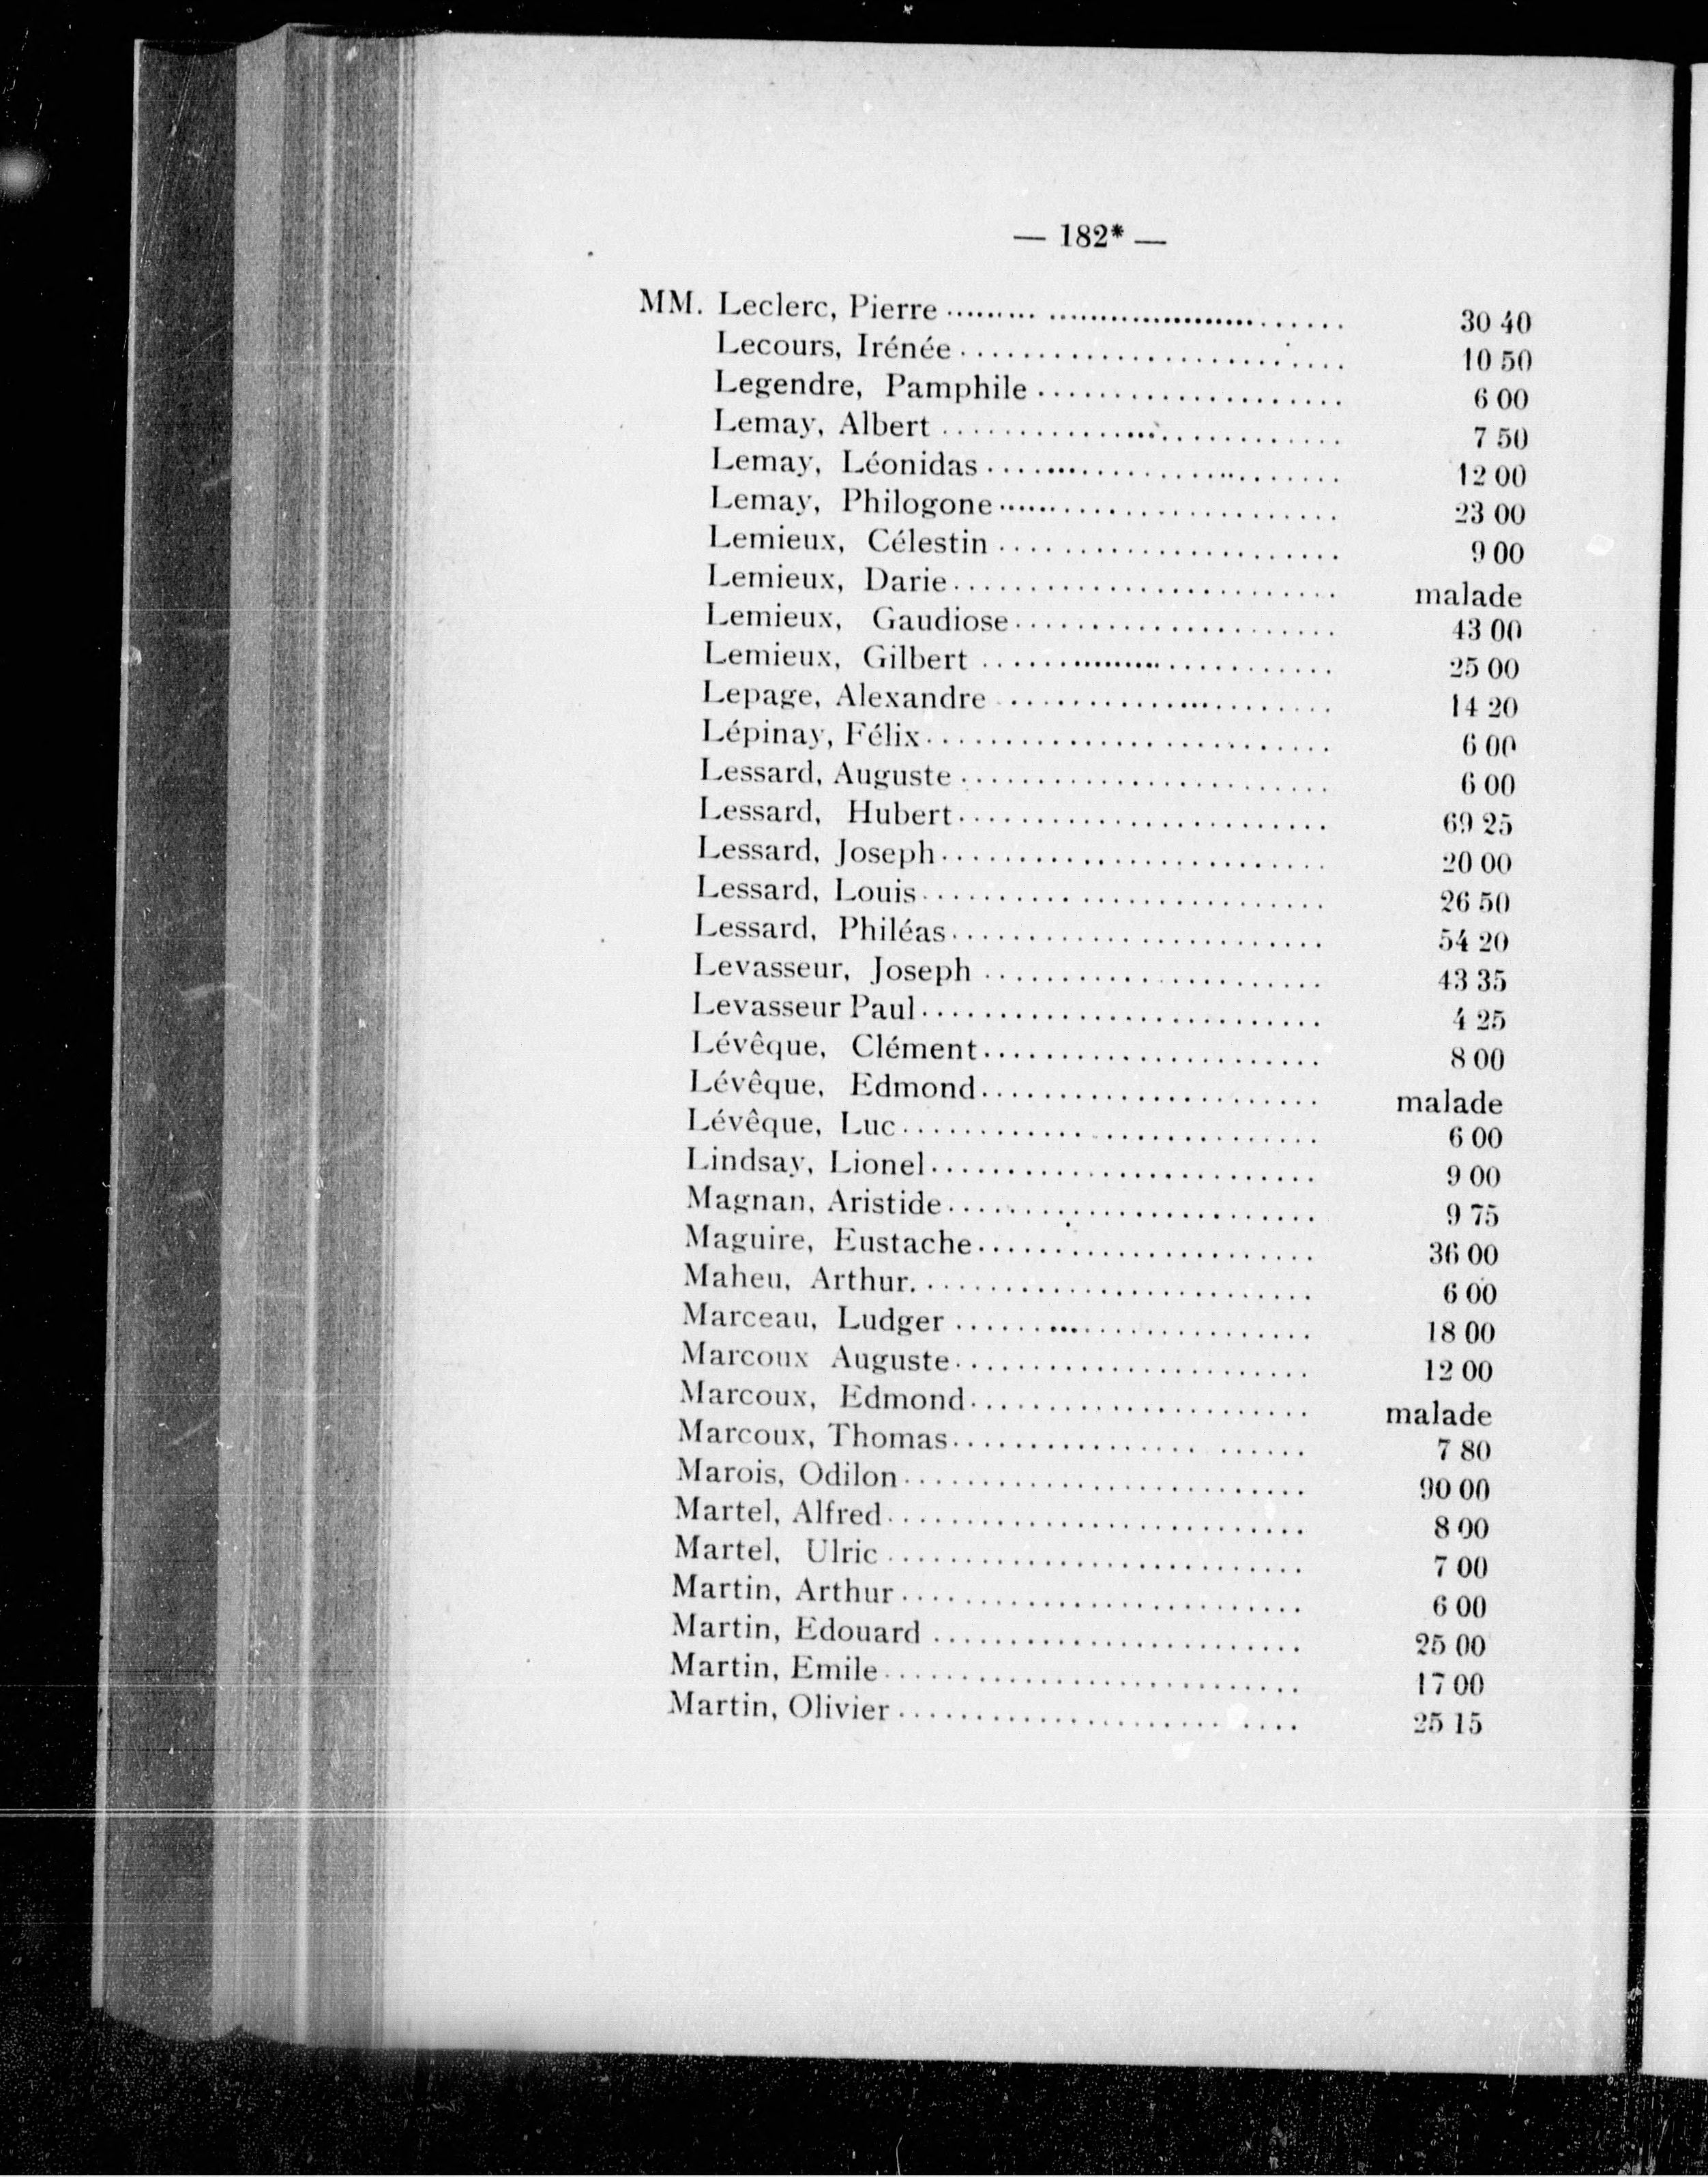 — 182* —
MM. Leclerc, Pierre 30 40
Lecours, Irénée 10 50
Legendre, Pamphile 6 00
Lemay, Albert 7 50
Lemay, Léonidas 12 00
Lemay, Philogone 23 00
Lemieux, Célestin 9 00
Lemieux, Darie malade
Lemieux, Gaudiose 43 00
Lemieux, Gilbert 25 00
Lepage, Alexandre 14 20
Lépinay, Félix 6 00
Lessard, Auguste 6 00
Lessard, Hubert 69 25
Lessard, Joseph 20 00
Lessard, Louis 26 50
Lessard, Philéas 54 20
Levasseur, Joseph 43 35
Levasseur Paul 4 25
Lévêque, Clément 8 00
Lévêque, Edmond malade
Lévêque, Luc 6 00
Lindsay, Lionel 9 00
Magnan, Aristide 9 75
Maguire, Eustache 36 00
Maheu, Arthur 6 00
Marceau, Ludger 18 00
Marcoux Auguste 12 00
Marcoux, Edmond malade
Marcoux, Thomas 7 80
Marois, Odilon 90 00
Martel, Alfred 8 00
Martel, Ulric 7 00
Martin, Arthur 6 00
Martin, Edouard 25 00
Martin, Emile 17 00
Martin, Olivier 25 15